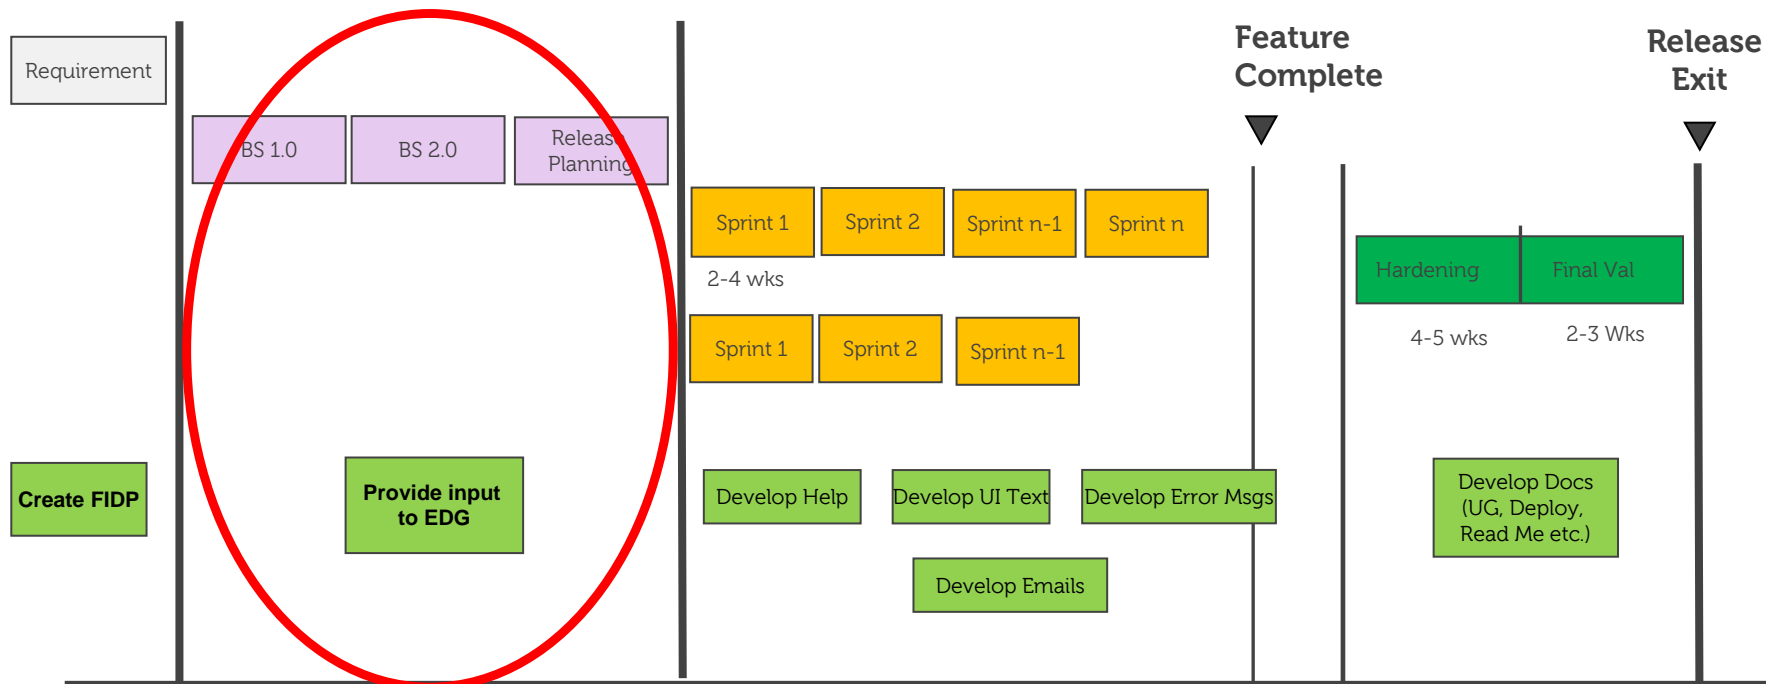 Requirement
Feature
Complete
Release
Exit
BS 1.0
BS 2.0
Release
Planning
Sprint 1
Sprint 2
Sprint n-1
Sprint n
2-4 wks
Hardening
Final Val
4-5 wks
2-3 Wks
Sprint 1
Sprint 2
Sprint n-1
Create FIDP
Provide input
to EDG
Develop Help
Develop UI Text
Develop Error Msgs
Develop Docs
(UG, Deploy,
Read Me etc.)
Develop Emails